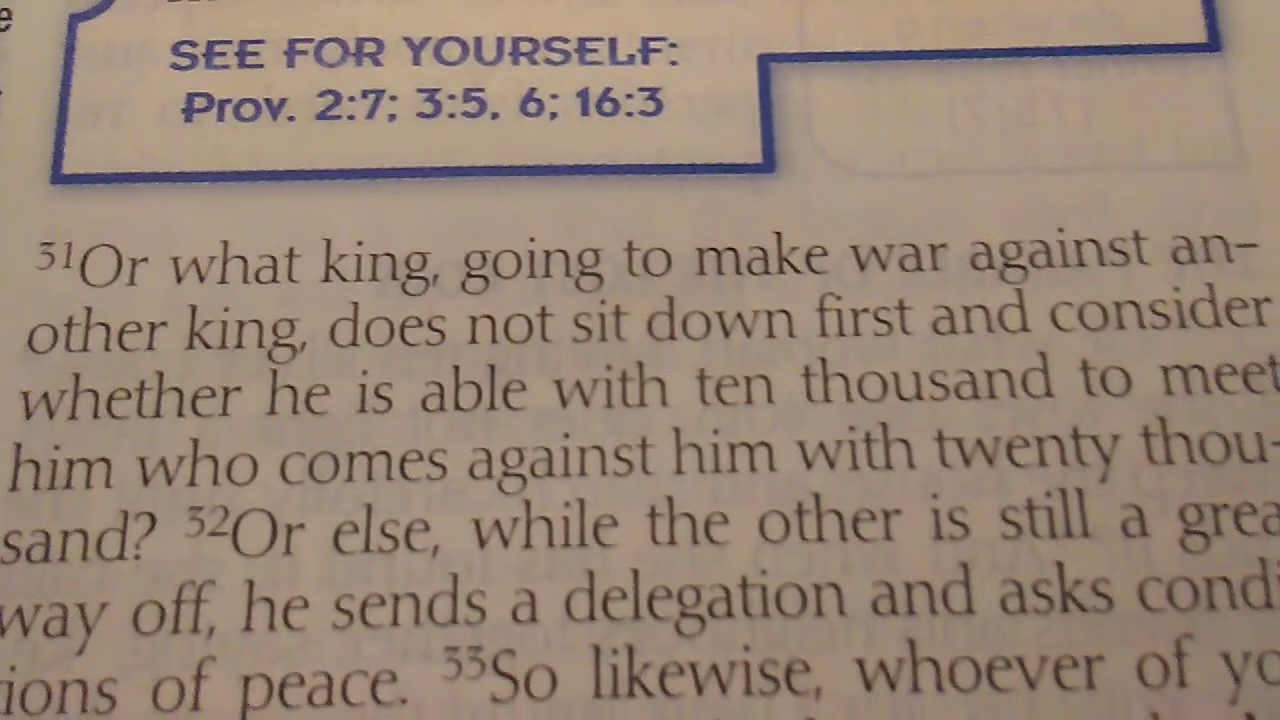 SEE FOR YOURSELF:
Prov. 2:7; 3:5, 6; 16:3
31Or what king, going to make war against an-
other king, does not sit down first and consider
whether he is able with ten thousand to meet
him who comes against him with twenty thou-
sand? 32Or else, while the other is still a grea
way off, he sends a delegation and asks condi
ions of peace. 33So likewise, whoever of yo